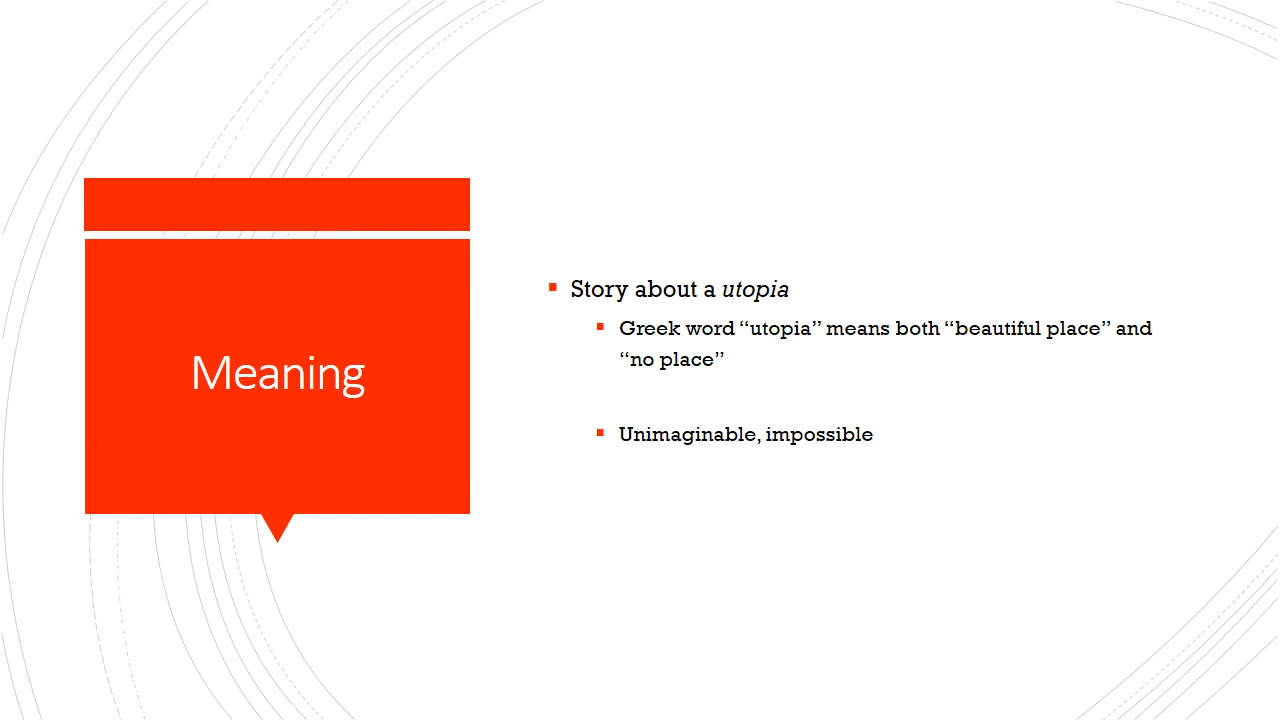 Meaning
Story about a utopia
Greek word “utopia” means both “beautiful place” and
“no place”
Unimaginable, impossible